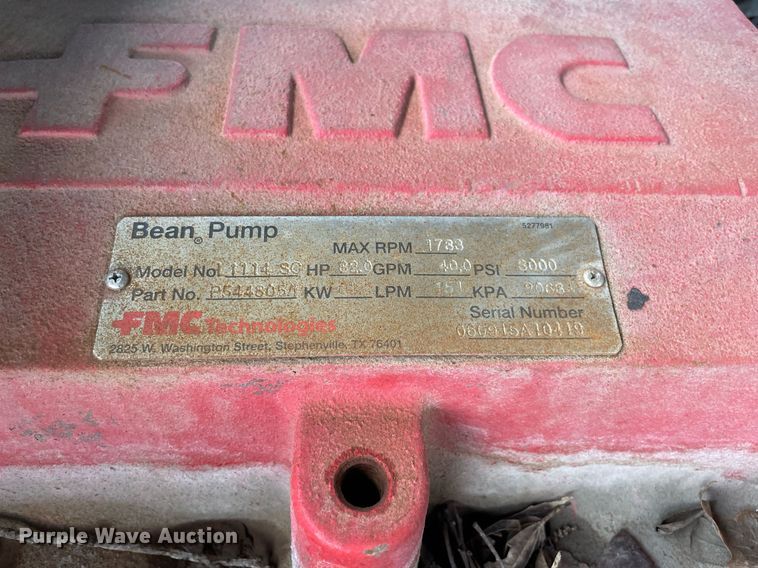 FMC
5277981
Bean® Pump
MAX RPM 1783
Model No. 1114 SC HP GPM 40.0 PSI 3000
Part No. P544805A KW LPM 151 KPA
FMC Technologies Serial Number
2825 W. Washington Street, Stephenville, TX 76401
Purple Wave Auction